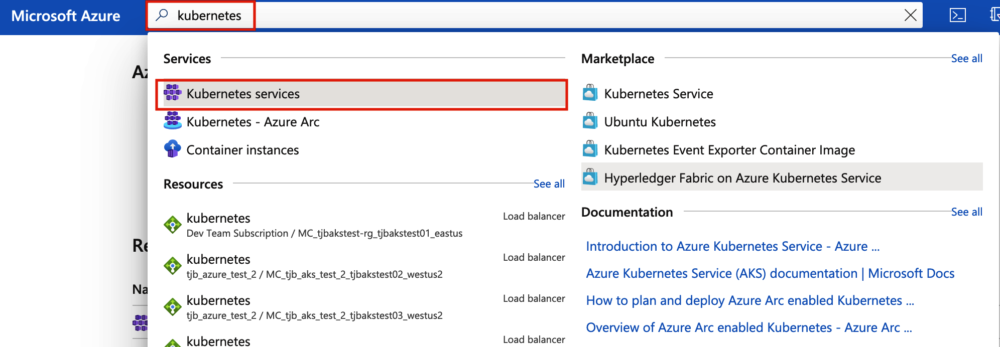 Microsoft Azure
kubernetes
Services
Kubernetes services
Kubernetes - Azure Arc
Container instances
Resources
See all
kubernetes
Load balancer
Dev Team Subscription / MC_tjbakstest-rg_tjbakstest01_eastus
kubernetes
Load balancer
tjb_azure_test_2 / MC_tjb_aks_test_2_tjbakstest02_westus2
kubernetes
Load balancer
tjb_azure_test_2 / MC_tjb_aks_test_2_tjbakstest03_westus2
kubernetes
Load balancer
Marketplace
See all
Kubernetes Service
Ubuntu Kubernetes
Kubernetes Event Exporter Container Image
Hyperledger Fabric on Azure Kubernetes Service
Documentation
See all
Introduction to Azure Kubernetes Service - Azure ...
Azure Kubernetes Service (AKS) documentation | Microsoft Docs
How to plan and deploy Azure Arc enabled Kubernetes ...
Overview of Azure Arc enabled Kubernetes - Azure Arc ...
Az
Re
Na